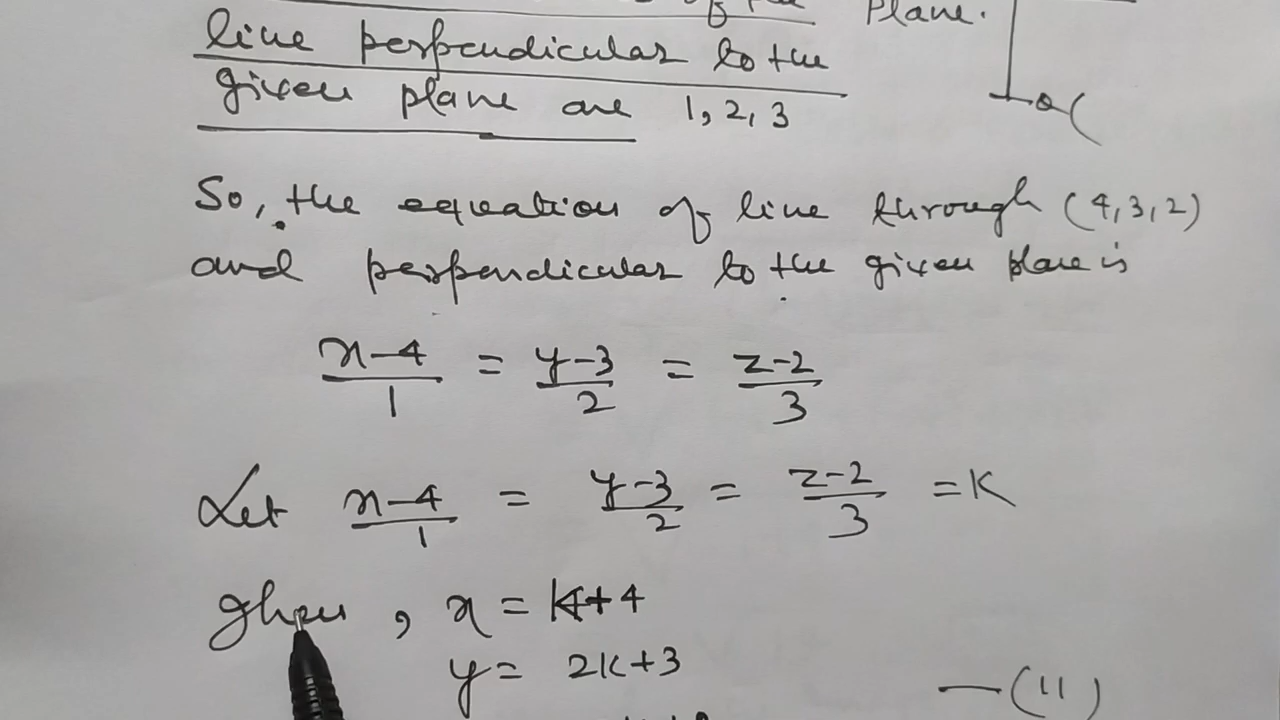 of the plane.
line perpendicular to the
given plane are 1, 2, 3
So, the equation of line through (4,3,2)
and perpendicular to the given plane is
x-4/1 = y-3/2 = z-2/3
Let x-4/1 = y-3/2 = z-2/3 = K
Then, x = K+4
y = 2K+3
—(11)